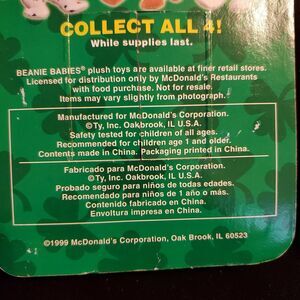 COLLECT ALL 4!
While supplies last.
BEANIE BABIES® plush toys are available at finer retail stores.
Licensed for distribution only by McDonald's Restaurants
with food purchase. Not for resale.
Items may vary slightly from photograph.
Manufactured for McDonald's Corporation.
©Ty, Inc. Oakbrook, IL U.S.A.
Safety tested for children of all ages.
Recommended for children age 1 and older.
Contents made in China. Packaging printed in China.
Fabricado para McDonald's Corporation.
©Ty, Inc. Oakbrook, IL U.S.A.
Probado seguro para niños de todas edades.
Recomendado para niños de 1 año o más.
Contenido fabricado en China.
Envoltura impresa en China.
©1999 McDonald's Corporation, Oak Brook, IL 60523